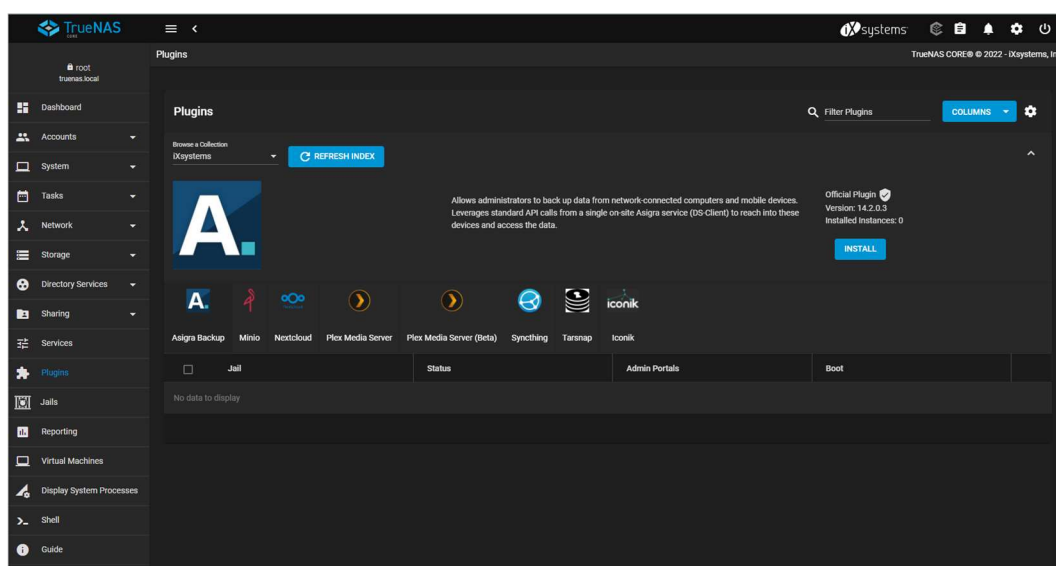 TrueNAS
CORE
iXsystems
root
truenas.local
Plugins
TrueNAS CORE® © 2022 - iXsystems, In
Dashboard
Accounts
System
Tasks
Network
Storage
Directory Services
Sharing
Services
Plugins
Jails
Reporting
Virtual Machines
Display System Processes
Shell
Guide
Plugins
Filter Plugins
COLUMNS
Browse a Collection
iXsystems
REFRESH INDEX
A.
Allows administrators to back up data from network-connected computers and mobile devices.
Leverages standard API calls from a single on-site Asigra service (DS-Client) to reach into these
devices and access the data.
Official Plugin
Version: 14.2.0.3
Installed Instances: 0
INSTALL
A.
iconik
Asigra Backup Minio Nextcloud Plex Media Server Plex Media Server (Beta) Syncthing Tarsnap Iconik
Jail Status Admin Portals Boot
No data to display